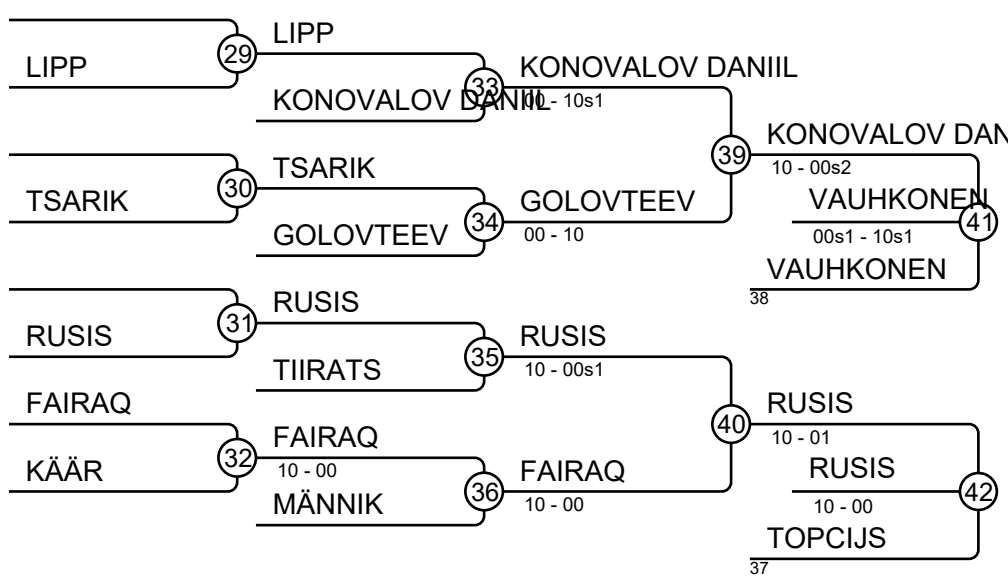 LIPP
29
LIPP
KONOVALOV DANIIL
33
KONOVALOV DANIIL
00 - 10s1
TSARIK
30
TSARIK
GOLOVTEEV
34
GOLOVTEEV
00 - 10
39
KONOVALOV DAN
10 - 00s2
VAUHKONEN
00s1 - 10s1
41
VAUHKONEN
38
RUSIS
31
RUSIS
TIIRATS
35
RUSIS
10 - 00s1
FAIRAQ
KÄÄR
32
FAIRAQ
10 - 00
MÄNNIK
36
FAIRAQ
10 - 00
40
RUSIS
10 - 01
RUSIS
10 - 00
42
TOPCIJS
37